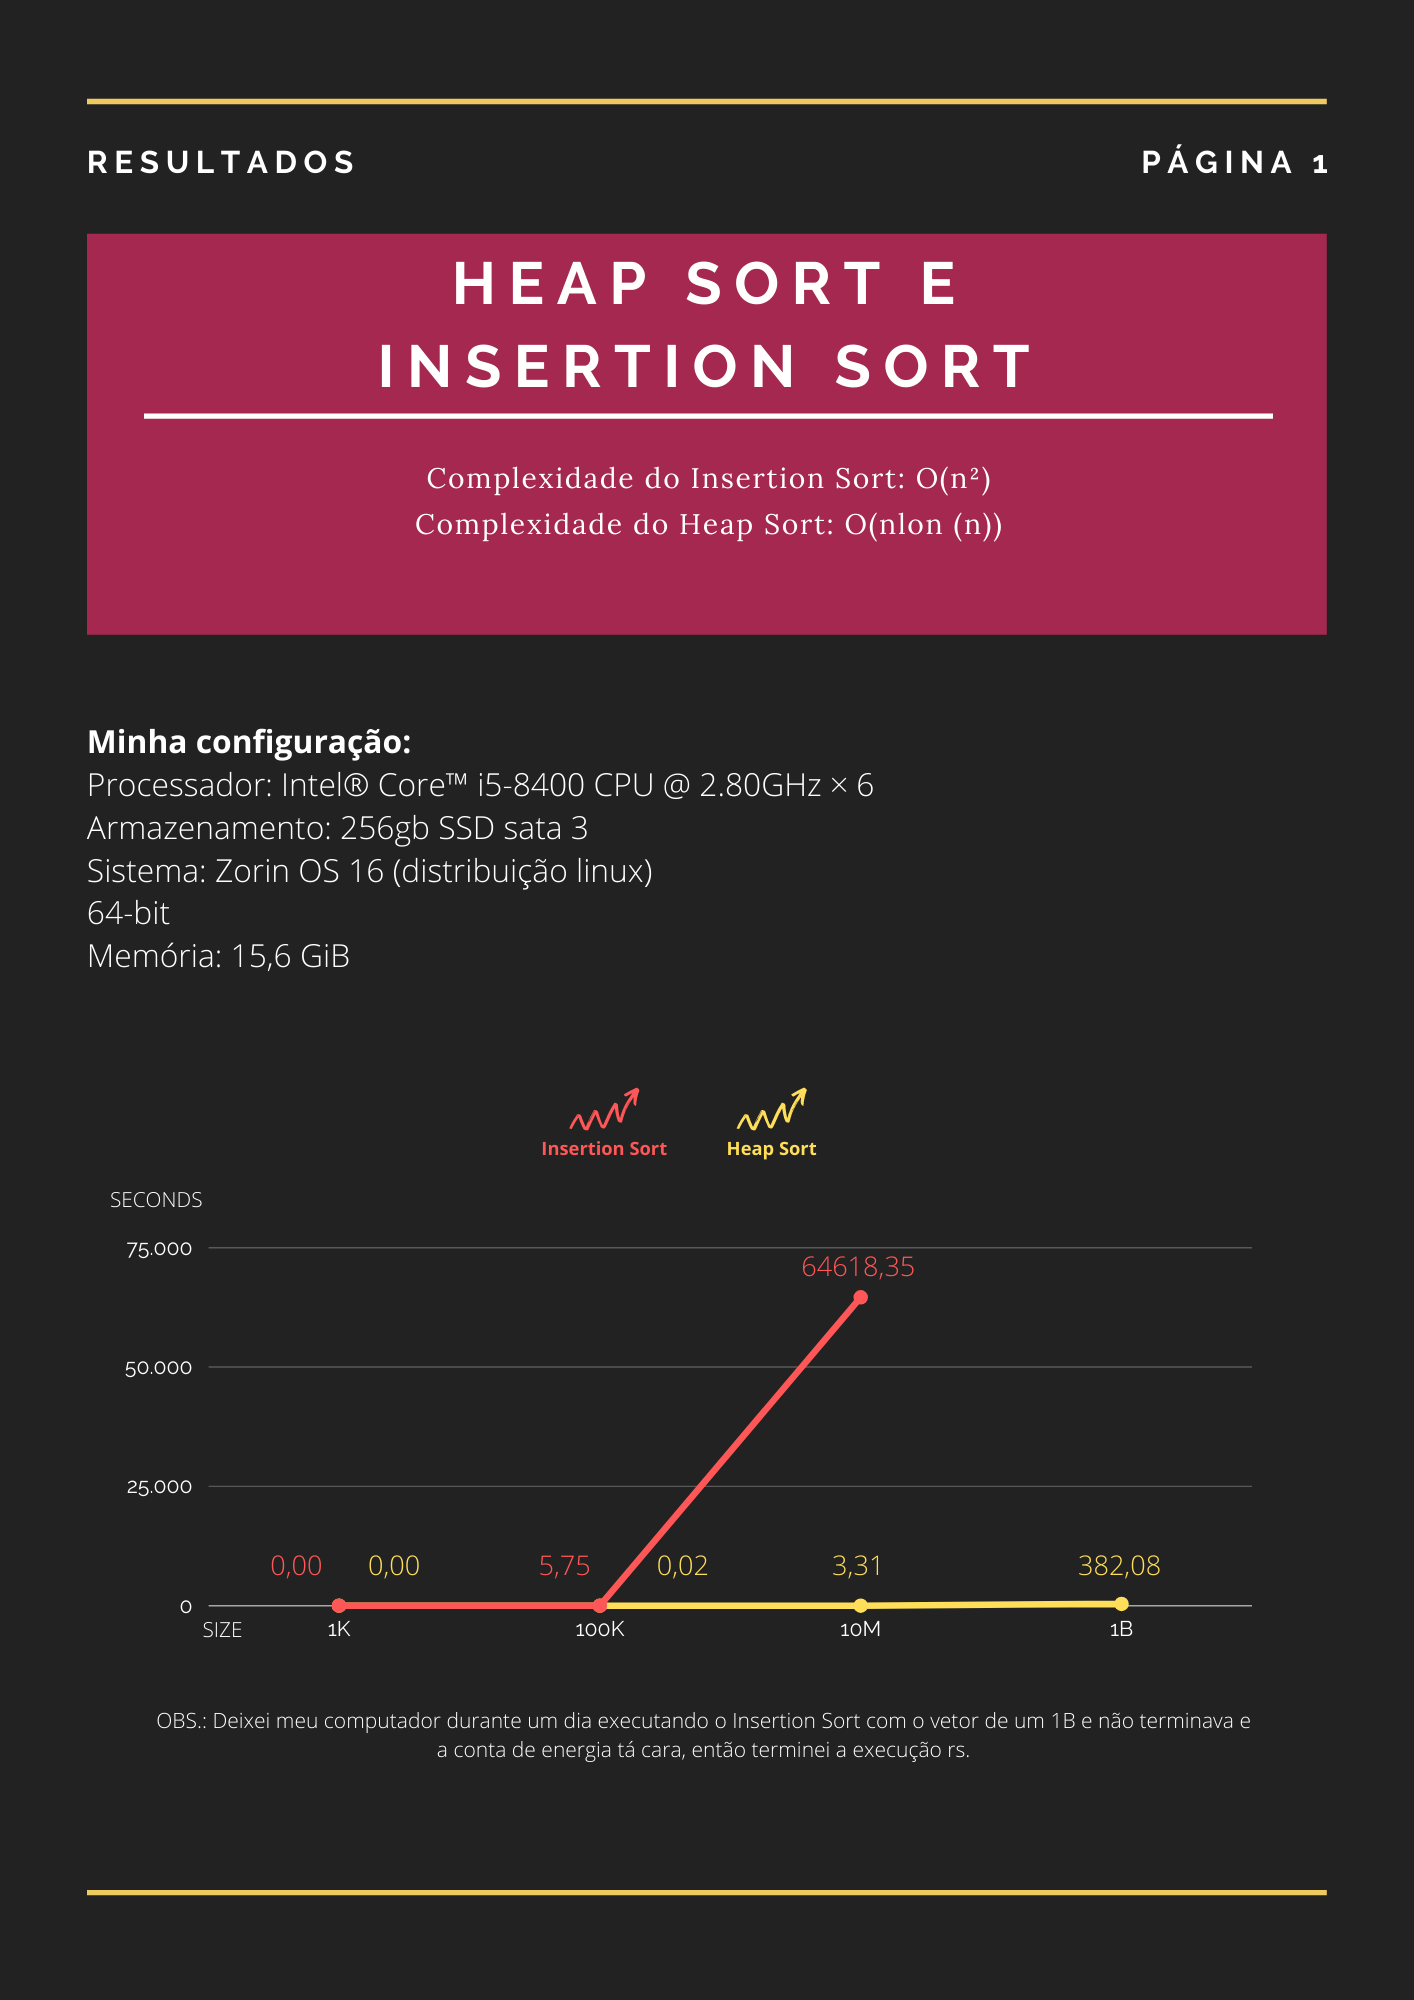 RESULTADOS
PÁGINA 1
HEAP SORT E
INSERTION SORT
Complexidade do Insertion Sort: O(n²)
Complexidade do Heap Sort: O(nlon (n))
Minha configuração:
Processador: Intel® Core™ i5-8400 CPU @ 2.80GHz × 6
Armazenamento: 256gb SSD sata 3
Sistema: Zorin OS 16 (distribuição linux)
64-bit
Memória: 15,6 GiB
Insertion Sort
Heap Sort
SECONDS
75.000
64618,35
50.000
25.000
0,00 0,00 5,75 0,02 3,31 382,08
0
SIZE 1K 100K 10M 1B
OBS.: Deixei meu computador durante um dia executando o Insertion Sort com o vetor de um 1B e não terminava e
a conta de energia tá cara, então terminei a execução rs.